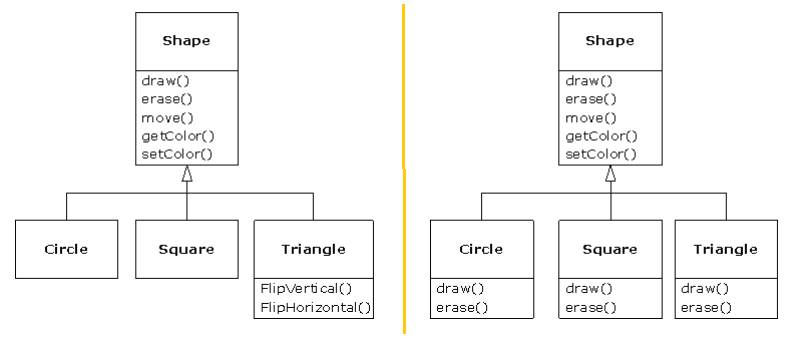 Shape
draw()
erase()
move()
getColor()
setColor()
Circle
Square
Triangle
FlipVertical()
FlipHorizontal()
Shape
draw()
erase()
move()
getColor()
setColor()
Circle
draw()
erase()
Square
draw()
erase()
Triangle
draw()
erase()